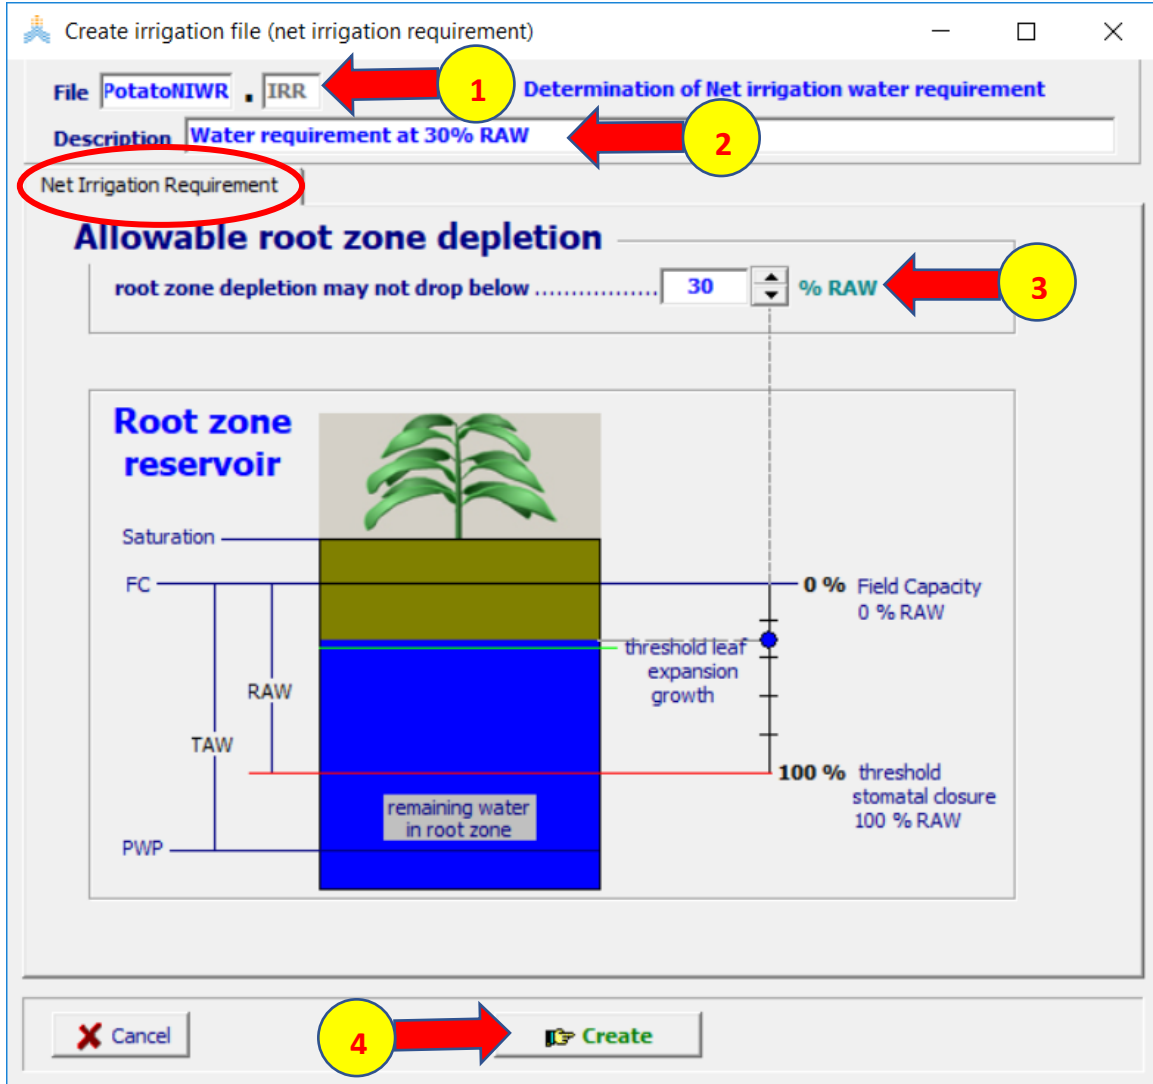 Create irrigation file (net irrigation requirement)
File PotatoNIWR . IRR 1 Determination of Net irrigation water requirement
Description Water requirement at 30% RAW 2
Net Irrigation Requirement
Allowable root zone depletion
root zone depletion may not drop below .................. 30 % RAW 3
Root zone
reservoir
Saturation
FC 0 % Field Capacity
0 % RAW
threshold leaf
expansion
growth
RAW
TAW
100 % threshold
stomatal closure
100 % RAW
remaining water
in root zone
PWP
Cancel 4 Create